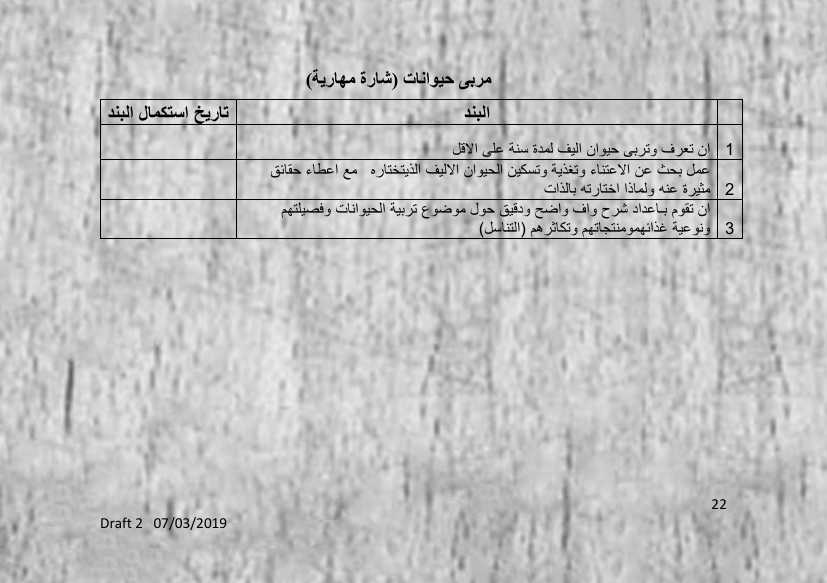 مربى حيوانات (شارة مهارية)
البند تاريخ استكمال البند
ان تعرف وتربى حيوان اليف لمدة سنة على الاقل
1
عمل بحث عن الاعتناء وتغذية وتسكين الحيوان الاليف الذيتختاره مع اعطاء حقانق
مثيرة عنه ولماذا اختارته بالذات
2
ان تقوم باعداد شرح واف واضح ودقيق حول موضوع تربية الحيوانات وفصيلتهم
ونوعية غذانهمومنتجاتهم وتكاثرهم (التناسل)
3
22
Draft 2 07/03/2019